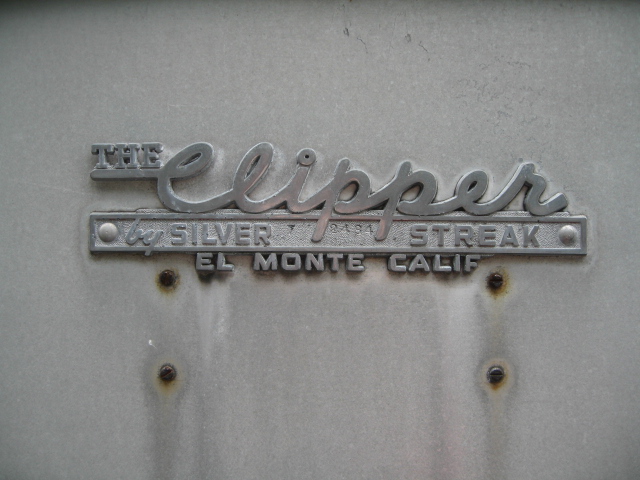 THE Clipper
by SILVER STREAK
EL MONTE CALIF